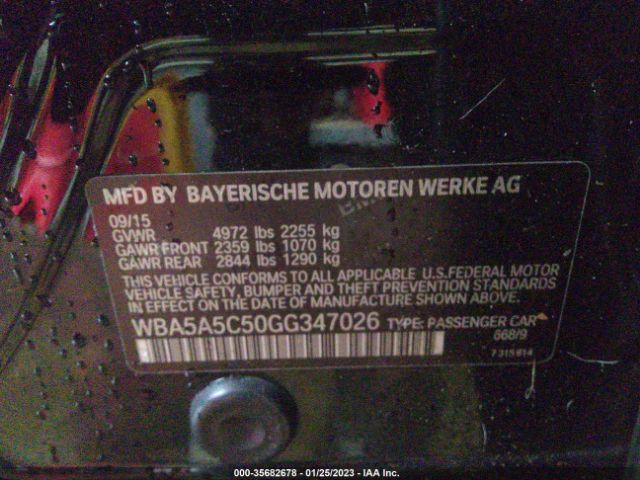 MFD BY BAYERISCHE MOTOREN WERKE AG
09/15
GVWR 4972 lbs 2255 kg
GAWR FRONT 2359 lbs 1070 kg
GAWR REAR 2844 lbs 1290 kg
THIS VEHICLE CONFORMS TO ALL APPLICABLE U.S.FEDERAL MOTOR
VEHICLE SAFETY, BUMPER AND THEFT PREVENTION STANDARDS
IN EFFECT ON THE DATE OF MANUFACTURE SHOWN ABOVE.
WBA5A5C50GG347026 TYPE: PASSENGER CAR
668/9
7 315 814
000-35682678 - 01/25/2023 - IAA Inc.